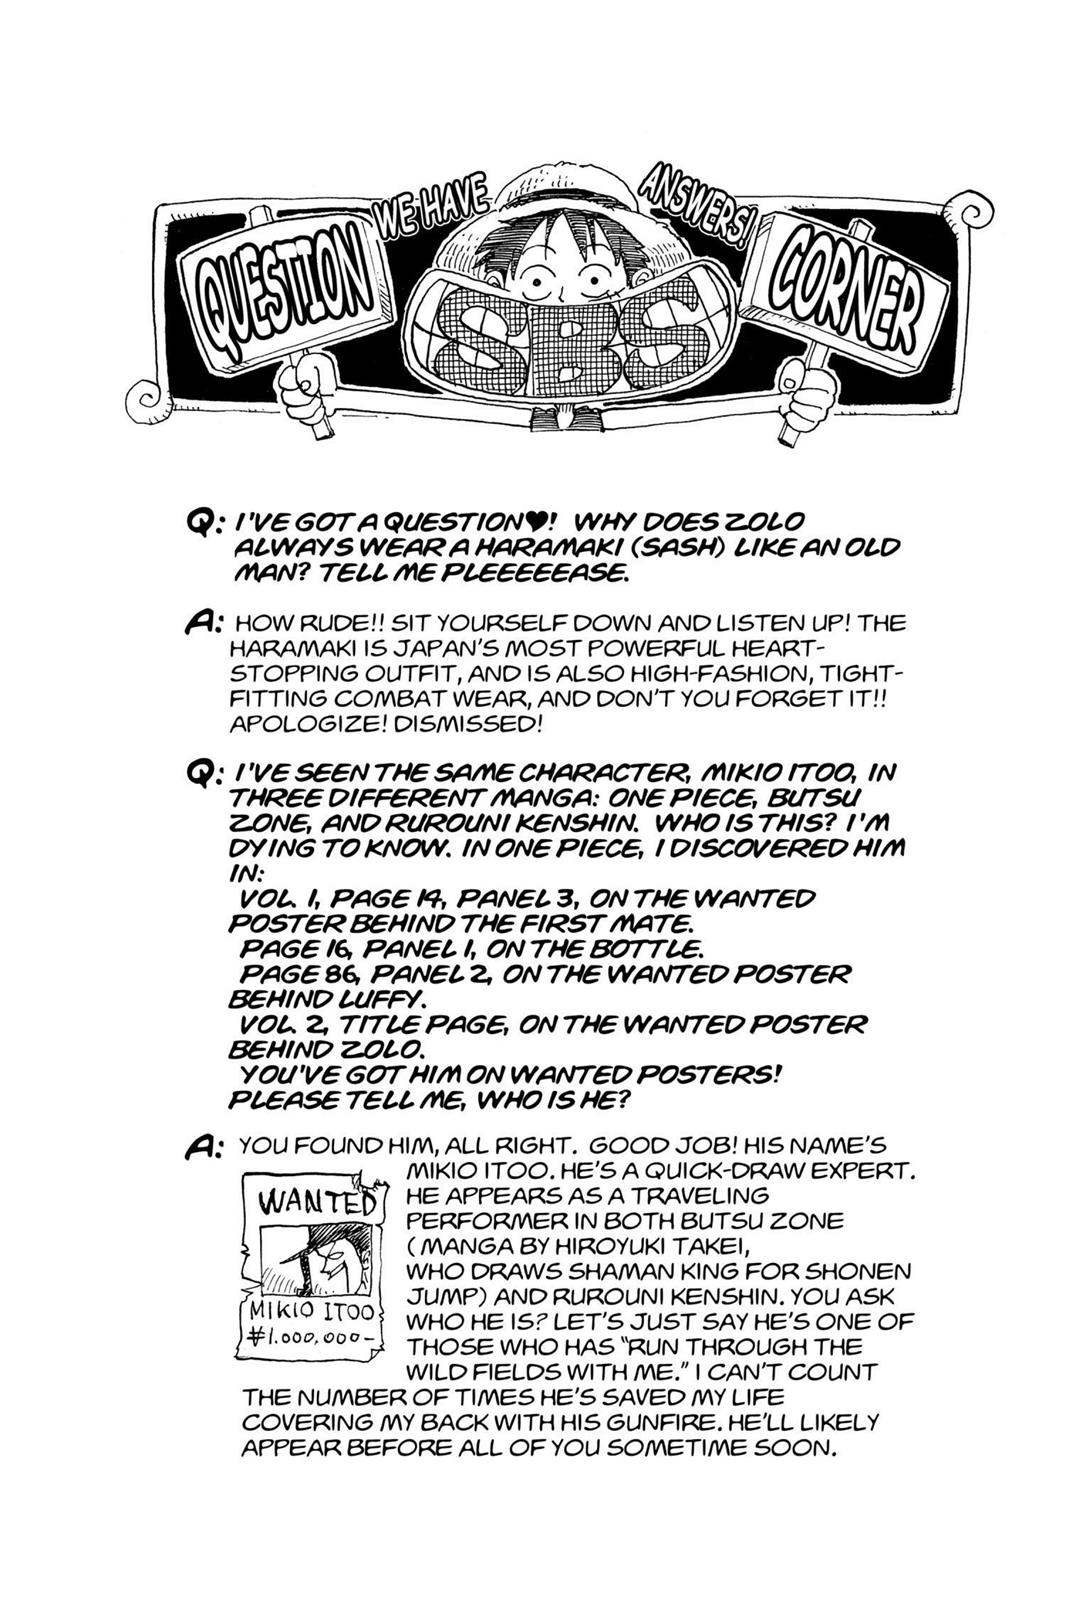 QUESTION
WE HAVE
ANSWERS!
CORNER
SBS
Q: I'VE GOT A QUESTION♥! WHY DOES ZOLO
ALWAYS WEAR A HARAMAKI (SASH) LIKE AN OLD
MAN? TELL ME PLEEEEEASE.
A: HOW RUDE!! SIT YOURSELF DOWN AND LISTEN UP! THE
HARAMAKI IS JAPAN'S MOST POWERFUL HEART-
STOPPING OUTFIT, AND IS ALSO HIGH-FASHION, TIGHT-
FITTING COMBAT WEAR, AND DON'T YOU FORGET IT!!
APOLOGIZE! DISMISSED!
Q: I'VE SEEN THE SAME CHARACTER, MIKIO ITOO, IN
THREE DIFFERENT MANGA: ONE PIECE, BUTSU
ZONE, AND RUROUNI KENSHIN. WHO IS THIS? I'M
DYING TO KNOW. IN ONE PIECE, I DISCOVERED HIM
IN:
VOL. 1, PAGE 14, PANEL 3, ON THE WANTED
POSTER BEHIND THE FIRST MATE.
PAGE 16, PANEL 1, ON THE BOTTLE.
PAGE 86, PANEL 2, ON THE WANTED POSTER
BEHIND LUFFY.
VOL. 2, TITLE PAGE, ON THE WANTED POSTER
BEHIND ZOLO.
YOU'VE GOT HIM ON WANTED POSTERS!
PLEASE TELL ME, WHO IS HE?
A: YOU FOUND HIM, ALL RIGHT. GOOD JOB! HIS NAME'S
MIKIO ITOO. HE'S A QUICK-DRAW EXPERT.
HE APPEARS AS A TRAVELING
PERFORMER IN BOTH BUTSU ZONE
(MANGA BY HIROYUKI TAKEI,
WHO DRAWS SHAMAN KING FOR SHONEN
JUMP) AND RUROUNI KENSHIN. YOU ASK
WHO HE IS? LET'S JUST SAY HE'S ONE OF
THOSE WHO HAS "RUN THROUGH THE
WILD FIELDS WITH ME." I CAN'T COUNT
THE NUMBER OF TIMES HE'S SAVED MY LIFE
COVERING MY BACK WITH HIS GUNFIRE. HE'LL LIKELY
APPEAR BEFORE ALL OF YOU SOMETIME SOON.
WANTED
MIKIO ITOO
1.000,000-